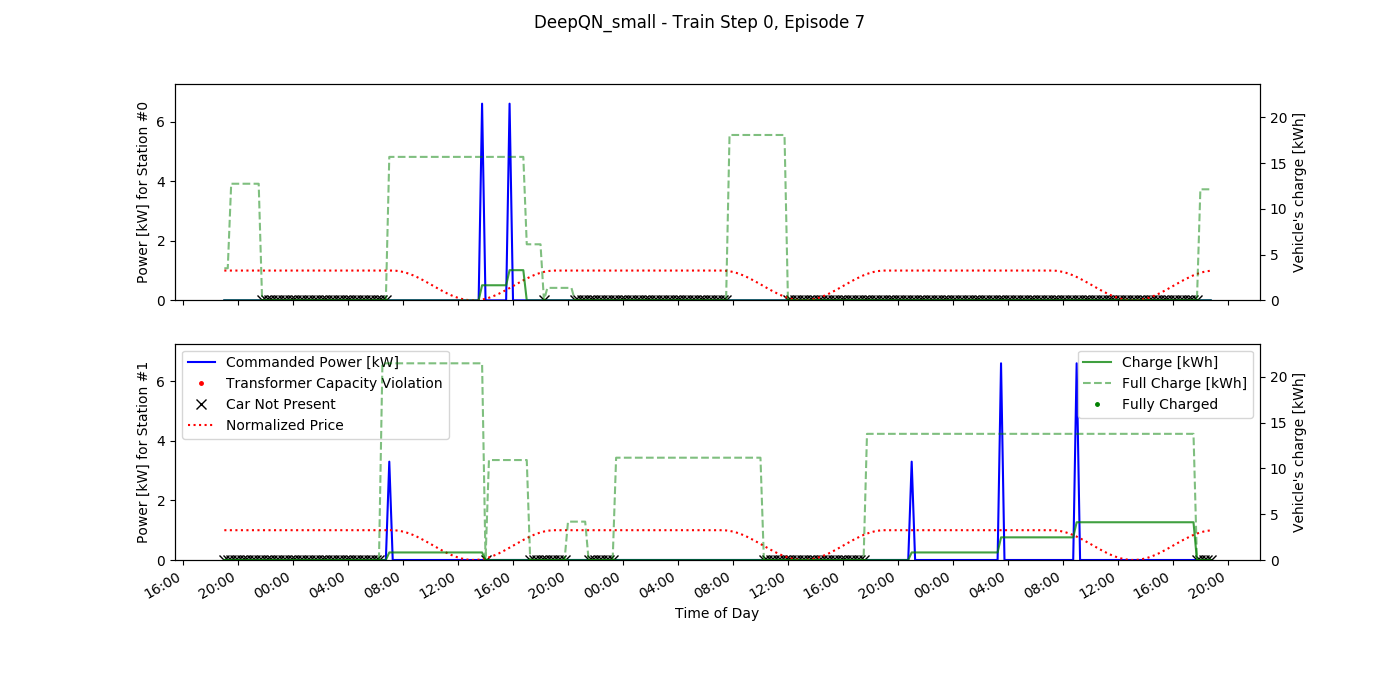 DeepQN_small - Train Step 0, Episode 7
Power [kW] for Station #0
0
2
4
6
0
5
10
15
20
Vehicle's charge [kWh]
Power [kW] for Station #1
0
2
4
6
Commanded Power [kW]
Transformer Capacity Violation
Car Not Present
Normalized Price
Charge [kWh]
Full Charge [kWh]
Fully Charged
0
5
10
15
20
Vehicle's charge [kWh]
16:00 20:00 00:00 04:00 08:00 12:00 16:00 20:00 00:00 04:00 08:00 12:00 16:00 20:00 00:00 04:00 08:00 12:00 16:00 20:00
Time of Day